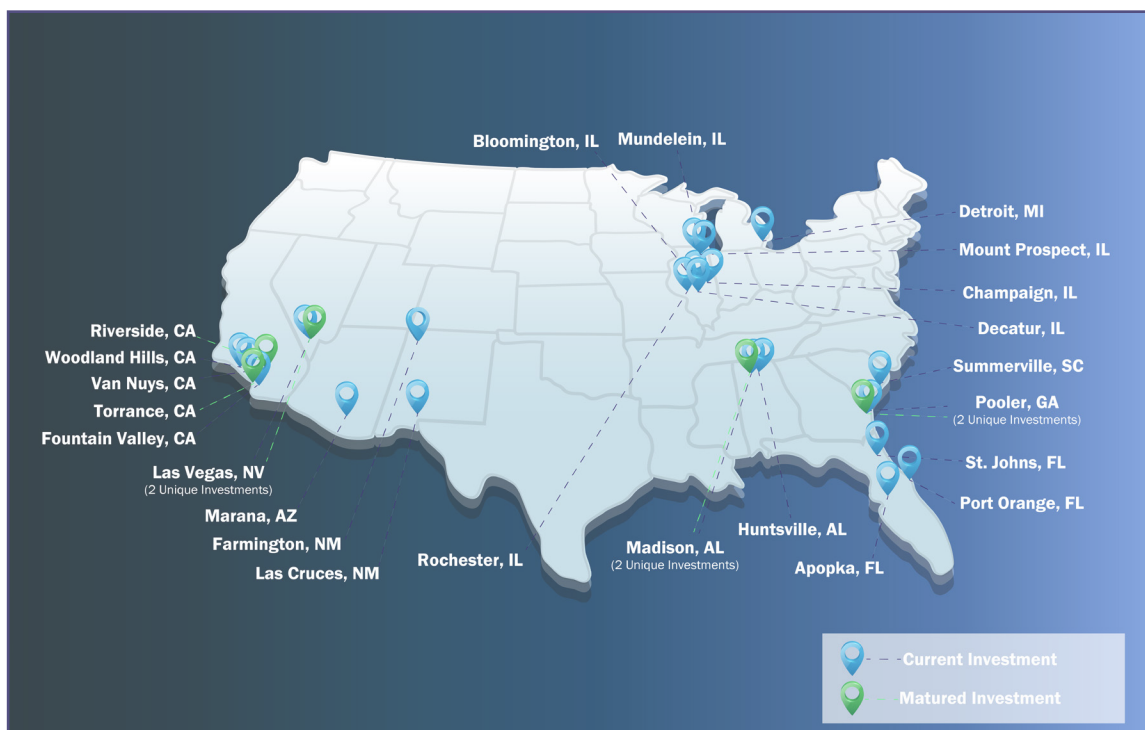 Bloomington, IL
Mundelein, IL
Detroit, MI
Mount Prospect, IL
Champaign, IL
Decatur, IL
Riverside, CA
Woodland Hills, CA
Van Nuys, CA
Torrance, CA
Fountain Valley, CA
Las Vegas, NV
(2 Unique Investments)
Marana, AZ
Farmington, NM
Las Cruces, NM
Rochester, IL
Madison, AL
(2 Unique Investments)
Huntsville, AL
Apopka, FL
Summerville, SC
Pooler, GA
(2 Unique Investments)
St. Johns, FL
Port Orange, FL
Current Investment
Matured Investment